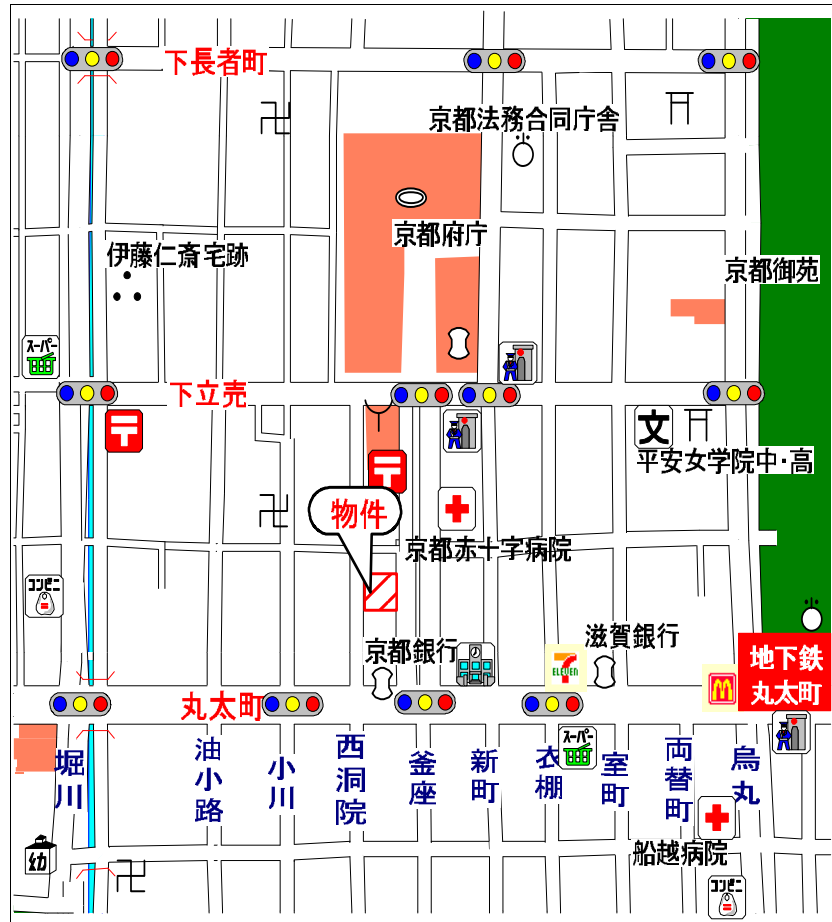 下長者町
京都法務合同庁舎
京都府庁
伊藤仁斎宅跡
京都御苑
スーパー
下立売
文
平安女学院中・高
物件
京都赤十字病院
コンビニ
京都銀行
滋賀銀行
7
ELEVEN
地下鉄
丸太町
丸太町
堀川
油小路
小川
西洞院
釜座
新町
衣棚
スーパー
室町
両替町
烏丸
船越病院
幼
コンビニ